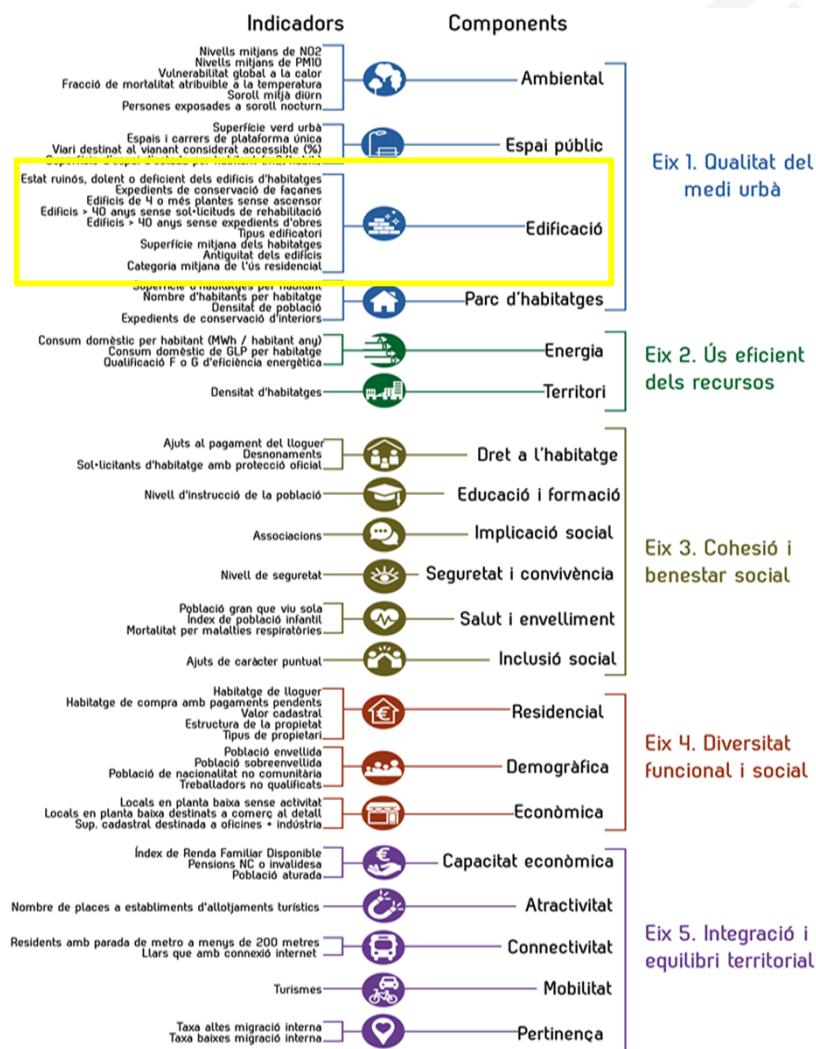 Indicadors
Components
Nivells mitjans de NO2
Nivells mitjans de PM10
Vulnerabilitat global a la calor
Fracció de mortalitat atribuible a la temperatura
Soroll mitjà diürn
Persones exposades a soroll nocturn
Ambiental
Superfície verd urbà
Espais i carrers de plataforma única
Viari destinat al vianant considerat accessible (%)
Espai públic
Eix 1. Qualitat del
medi urbà
Estat ruinós, dolent o deficient dels edificis d'habitatges
Expedients de conservació de façanes
Edificis de 4 o més plantes sense ascensor
Edificis > 40 anys sense sol·licituds de rehabilitació
Edificis > 40 anys sense expedients d'obres
Tipus edificatori
Superfície mitjana dels habitatges
Antiguitat dels edificis
Categoria mitjana de l'ús residencial
Edificació
Superfície d'habitatges per habitant
Nombre d'habitants per habitatge
Densitat de població
Expedients de conservació d'interiors
Parc d'habitatges
Consum domèstic per habitant (MWh / habitant any)
Consum domèstic de GLP per habitatge
Qualificació F o G d'eficiència energètica
Energia
Eix 2. Ús eficient
dels recursos
Densitat d'habitatges
Territori
Ajuts al pagament del lloguer
Desnonaments
Sol·licitants d'habitatge amb protecció oficial
Dret a l'habitatge
Nivell d'instrucció de la població
Educació i formació
Associacions
Implicació social
Eix 3. Cohesió i
benestar social
Nivell de seguretat
Seguretat i convivència
Població gran que viu sola
Índex de població infantil
Mortalitat per malalties respiratòries
Salut i envelliment
Ajuts de caràcter puntual
Inclusió social
Habitatge de lloguer
Habitatge de compra amb pagaments pendents
Valor cadastral
Estructura de la propietat
Tipus de propietari
Residencial
Eix 4. Diversitat
funcional i social
Població envellida
Població sobreenvellida
Població de nacionalitat no comunitària
Treballadors no qualificats
Demogràfica
Locals en planta baixa sense activitat
Locals en planta baixa destinats a comerç al detall
Sup. cadastral destinada a oficines + indústria
Econòmica
Índex de Renda Familiar Disponible
Pensions NC o invalidesa
Població aturada
Capacitat econòmica
Nombre de places a establiments d'allotjaments turístics
Atractivitat
Eix 5. Integració i
equilibri territorial
Residents amb parada de metro a menys de 200 metres
Llars que amb connexió internet
Connectivitat
Turismes
Mobilitat
Taxa altes migració interna
Taxa baixes migració interna
Pertinença